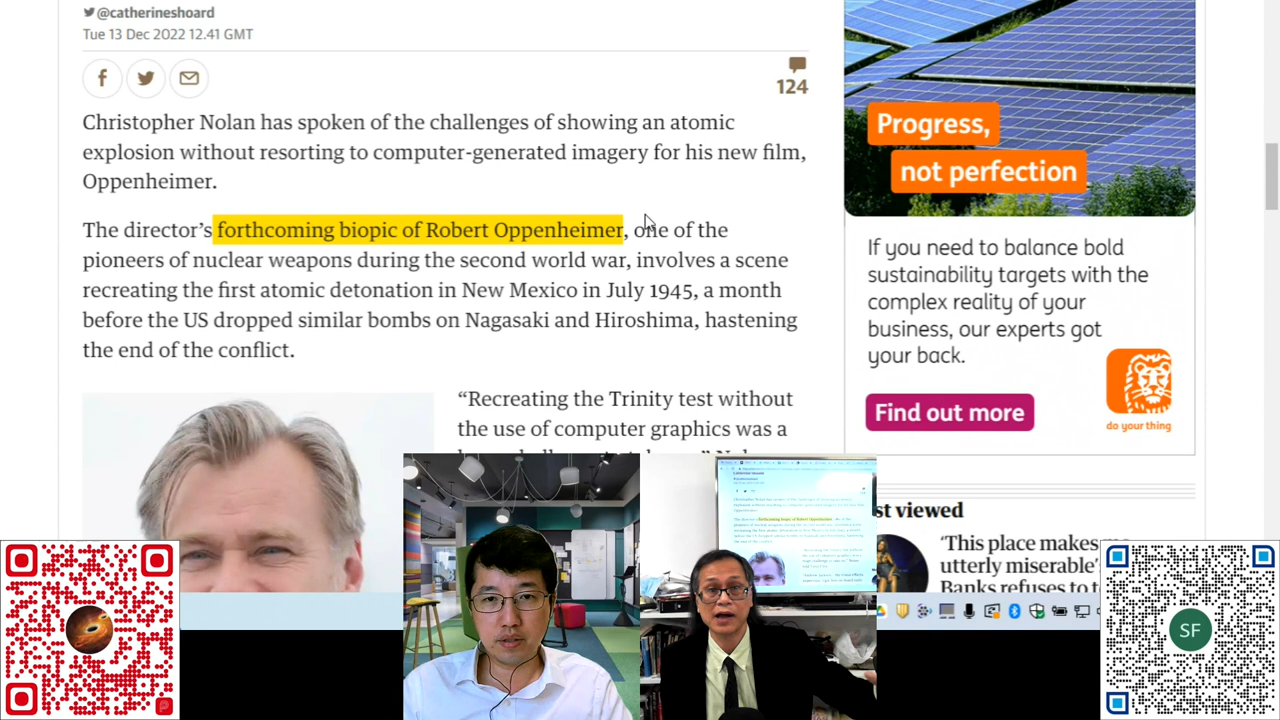 @catherineshoard
Tue 13 Dec 2022 12.41 GMT
124
Christopher Nolan has spoken of the challenges of showing an atomic
explosion without resorting to computer-generated imagery for his new film,
Oppenheimer.
The director’s forthcoming biopic of Robert Oppenheimer, one of the
pioneers of nuclear weapons during the second world war, involves a scene
recreating the first atomic detonation in New Mexico in July 1945, a month
before the US dropped similar bombs on Nagasaki and Hiroshima, hastening
the end of the conflict.
“Recreating the Trinity test without
the use of computer graphics was a
Progress,
not perfection
If you need to balance bold
sustainability targets with the
complex reality of your
business, our experts got
your back.
Find out more
do your thing
st viewed
‘This place makes me
utterly miserable’
Banks refuses to
SF